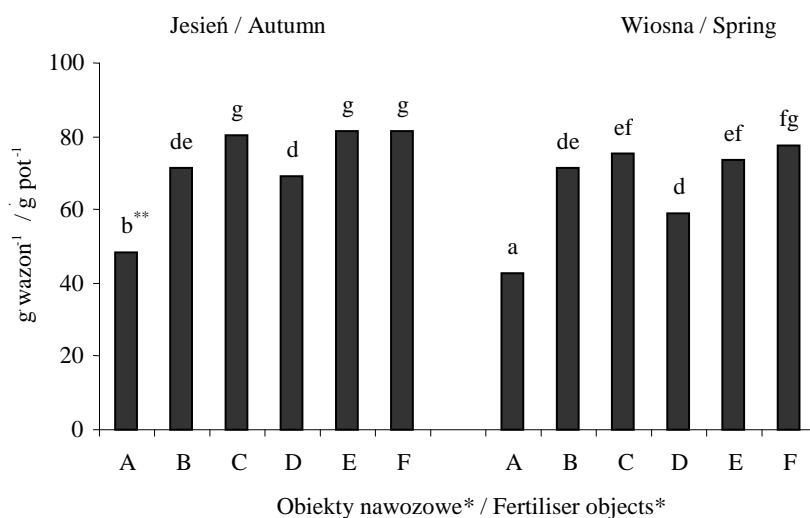 Jesień / Autumn
Wiosna / Spring
g·wazon⁻¹ / g·pot⁻¹
100
80
60
40
20
0
b**
de
g
d
g
g
a
de
ef
d
ef
fg
A B C D E F A B C D E F
Obiekty nawozowe* / Fertiliser objects*